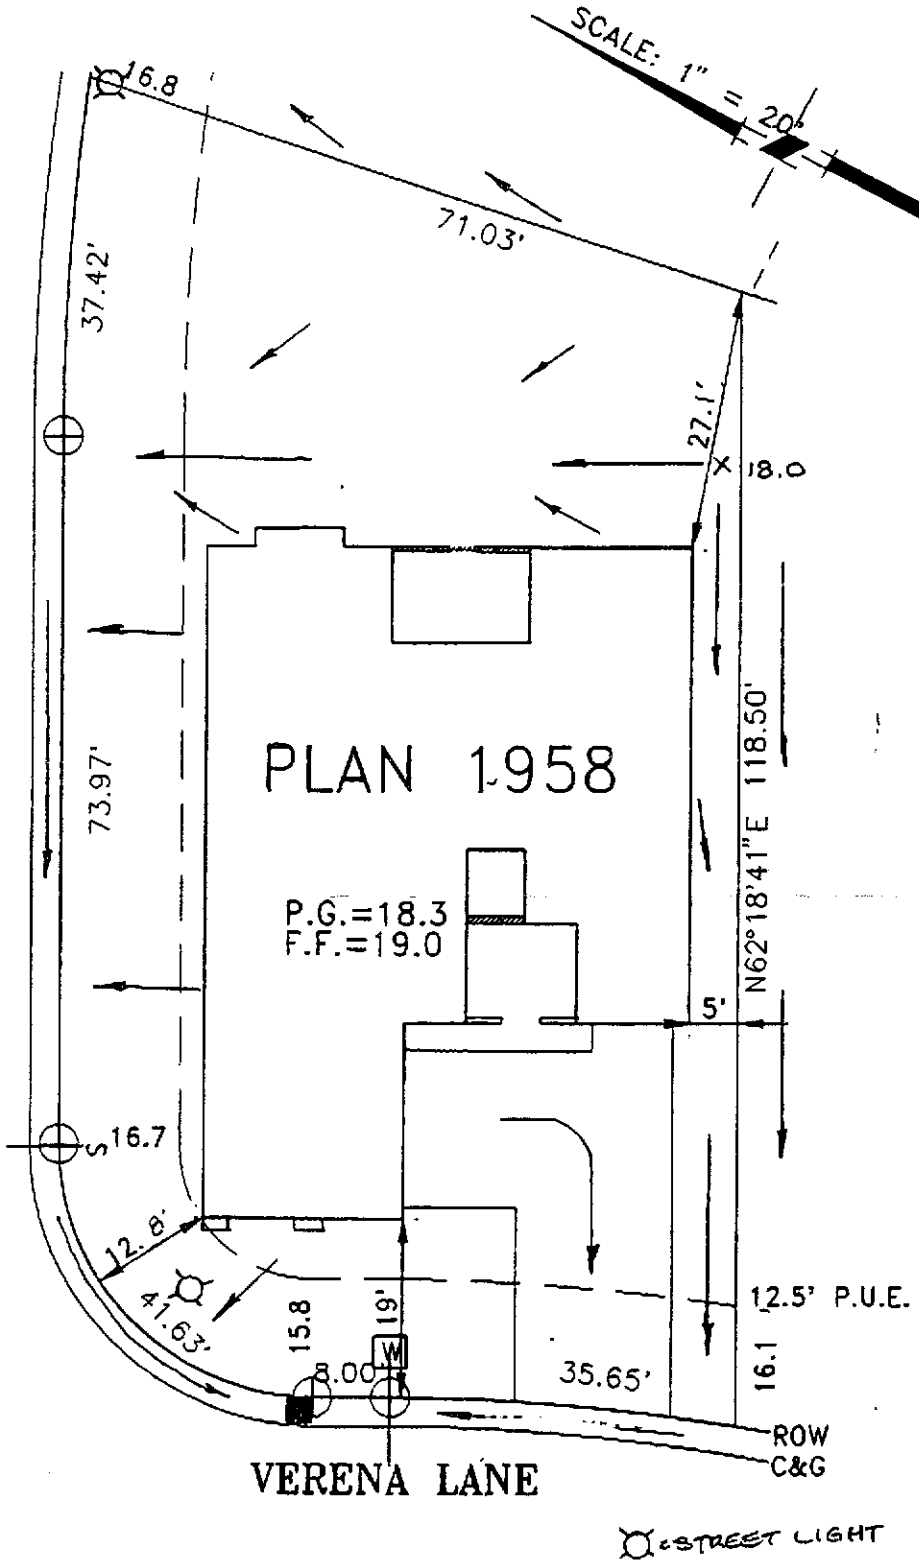 SCALE: 1" = 20'
16.8
71.03'
37.42'
27.1'
18.0
PLAN 1958
73.97'
N62°18'41"E 118.50'
P.G.=18.3
F.F.=19.0
5'
S 16.7
12.8'
41.63'
15.8
19'
12.5' P.U.E.
W
8.00'
35.65'
16.1
ROW
C&G
VERENA LANE
=STREET LIGHT